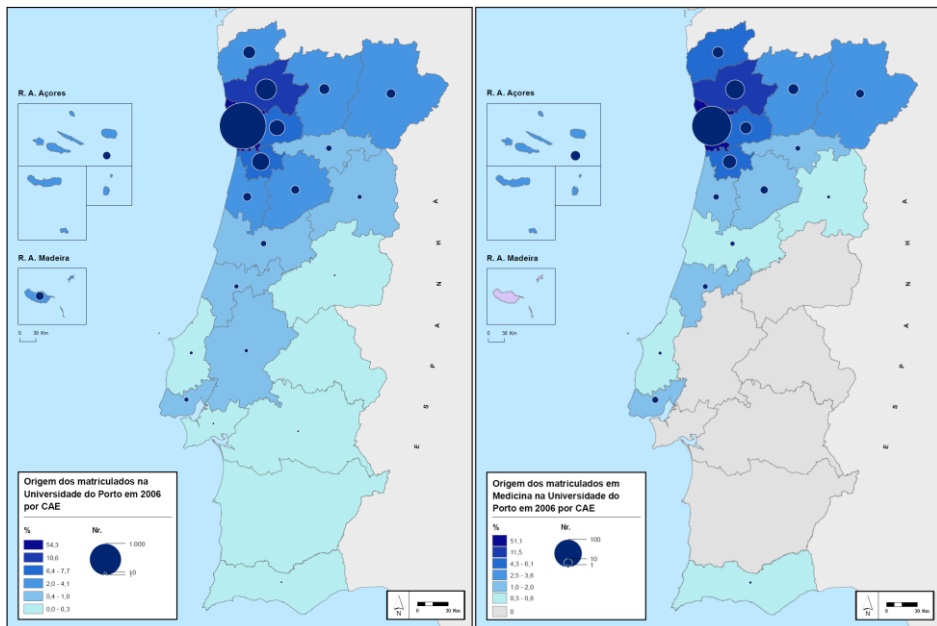 R. A. Açores
R. A. Madeira
0 30 Km
E S P A N H A
Origem dos matriculados na
Universidade do Porto em 2006
por CAE
% Nr.
54,3
10,6
6,4 - 7,7
2,0 - 4,1
0,4 - 1,8
0,0 - 0,3
1.000
10
N
0 30 Km
R. A. Açores
R. A. Madeira
0 30 Km
E S P A N H A
Origem dos matriculados em
Medicina na Universidade do
Porto em 2006 por CAE
% Nr.
51,1
11,5
4,3 - 6,1
2,5 - 3,6
1,0 - 2,0
0,3 - 0,8
0
100
10
1
N
0 30 Km